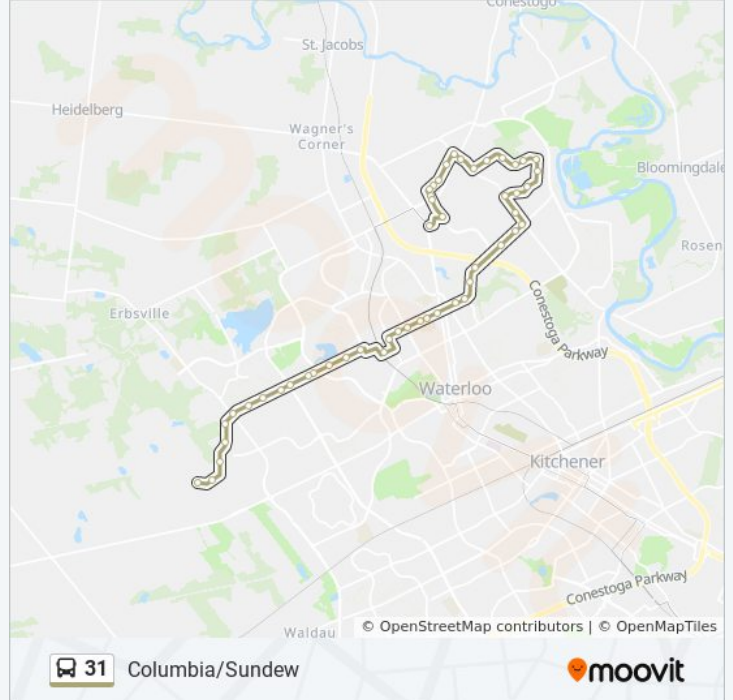 Conestogo
St. Jacobs
Heidelberg
Wagner's
Corner
Bloomingdale
Rosen
Erbsville
Conestoga Parkway
Waterloo
Kitchener
Conestoga Parkway
Waldau
© OpenStreetMap contributors | © OpenMapTiles
31 Columbia/Sundew
moovit